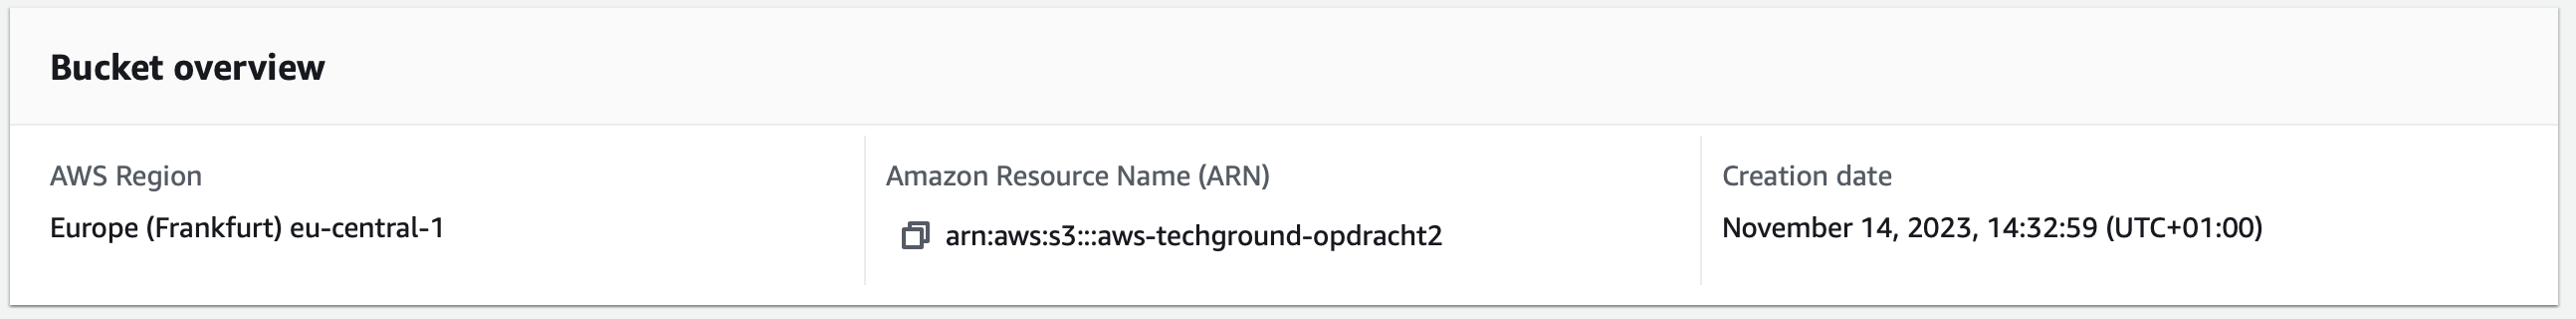 Bucket overview
AWS Region
Europe (Frankfurt) eu-central-1
Amazon Resource Name (ARN)
arn:aws:s3:::aws-techground-opdracht2
Creation date
November 14, 2023, 14:32:59 (UTC+01:00)